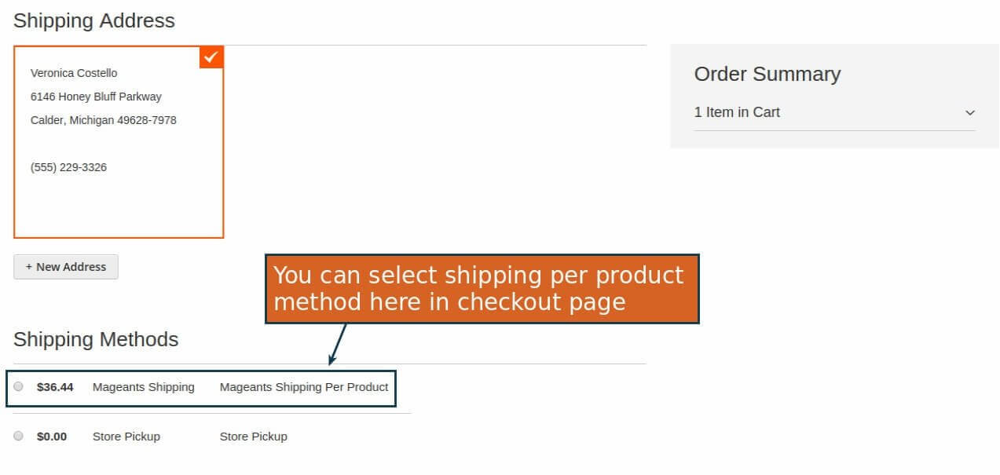 Shipping Address
Veronica Costello
6146 Honey Bluff Parkway
Calder, Michigan 49628-7978
(555) 229-3326
+ New Address
Order Summary
1 Item in Cart
You can select shipping per product
method here in checkout page
Shipping Methods
$36.44 Mageants Shipping Mageants Shipping Per Product
$0.00 Store Pickup Store Pickup